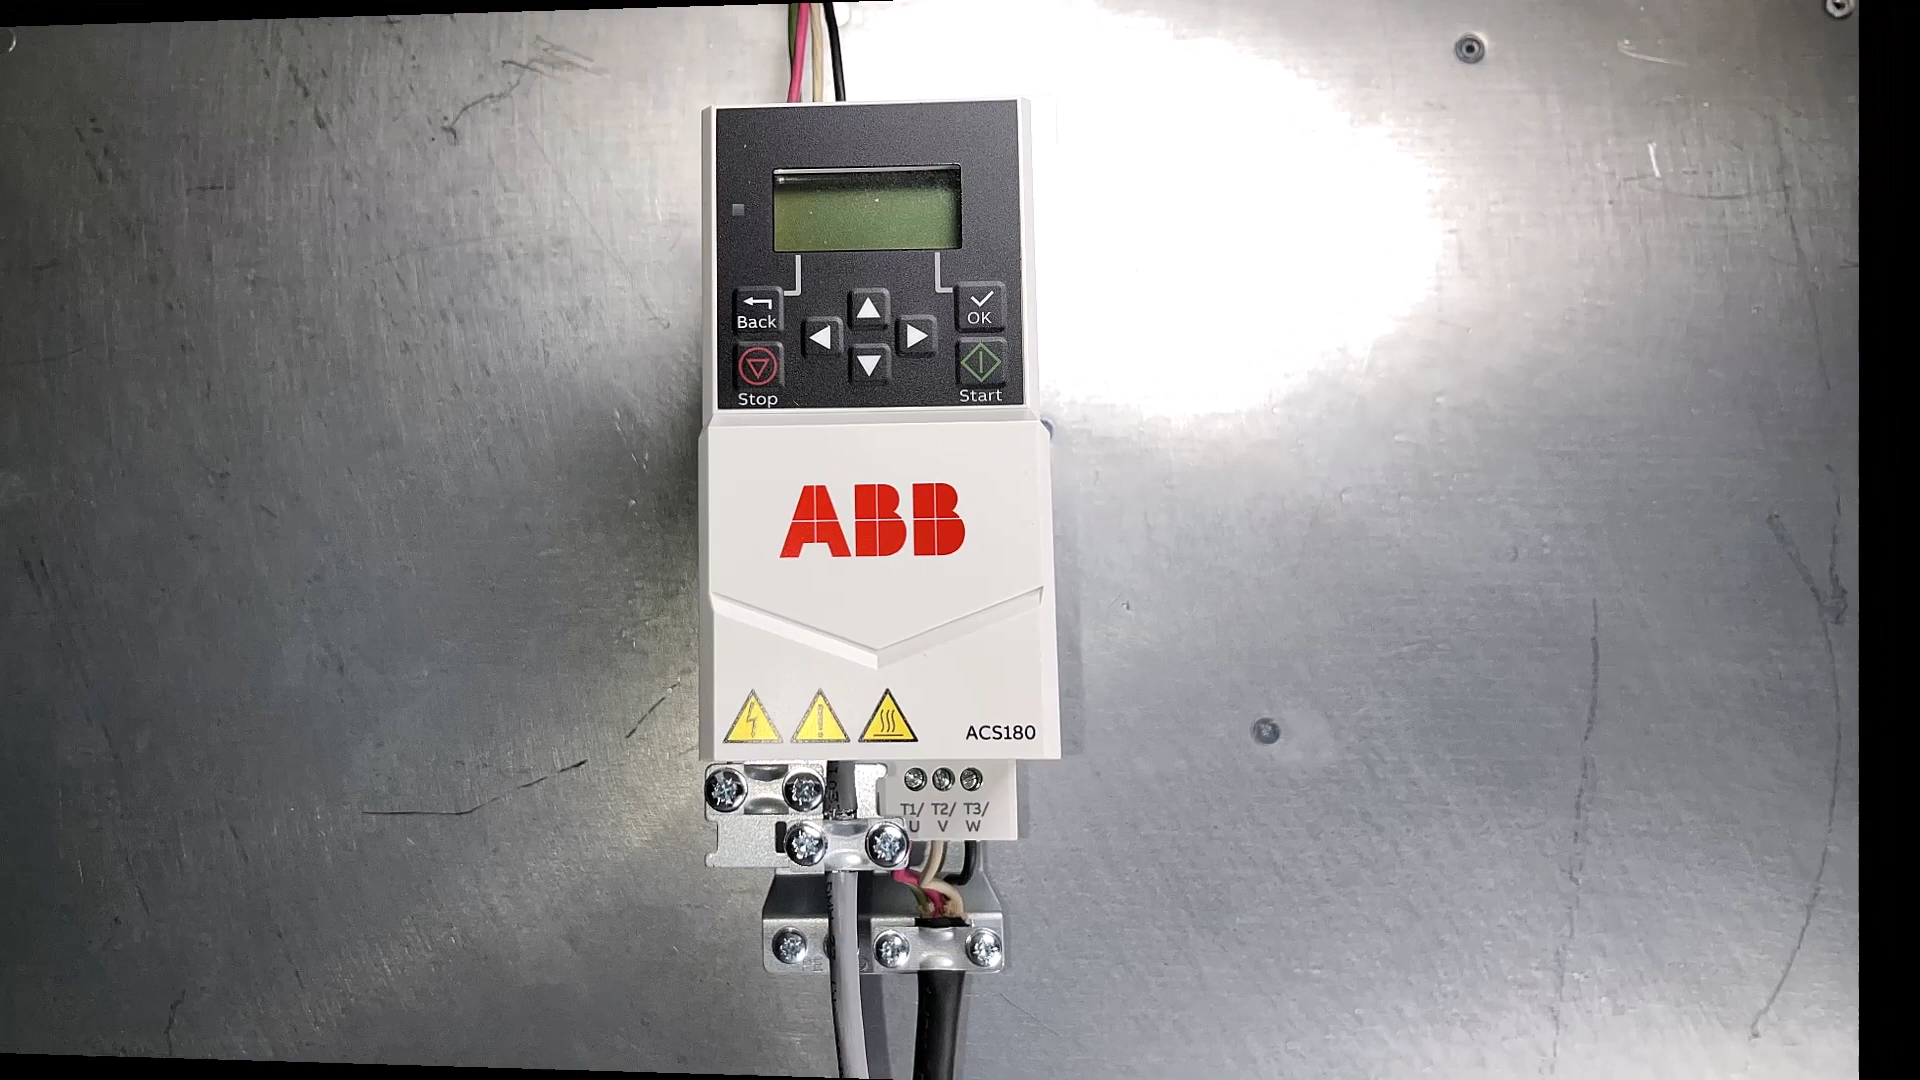 Back
OK
Stop
Start
ABB
ACS180
T1/ T2/ T3/
U V W